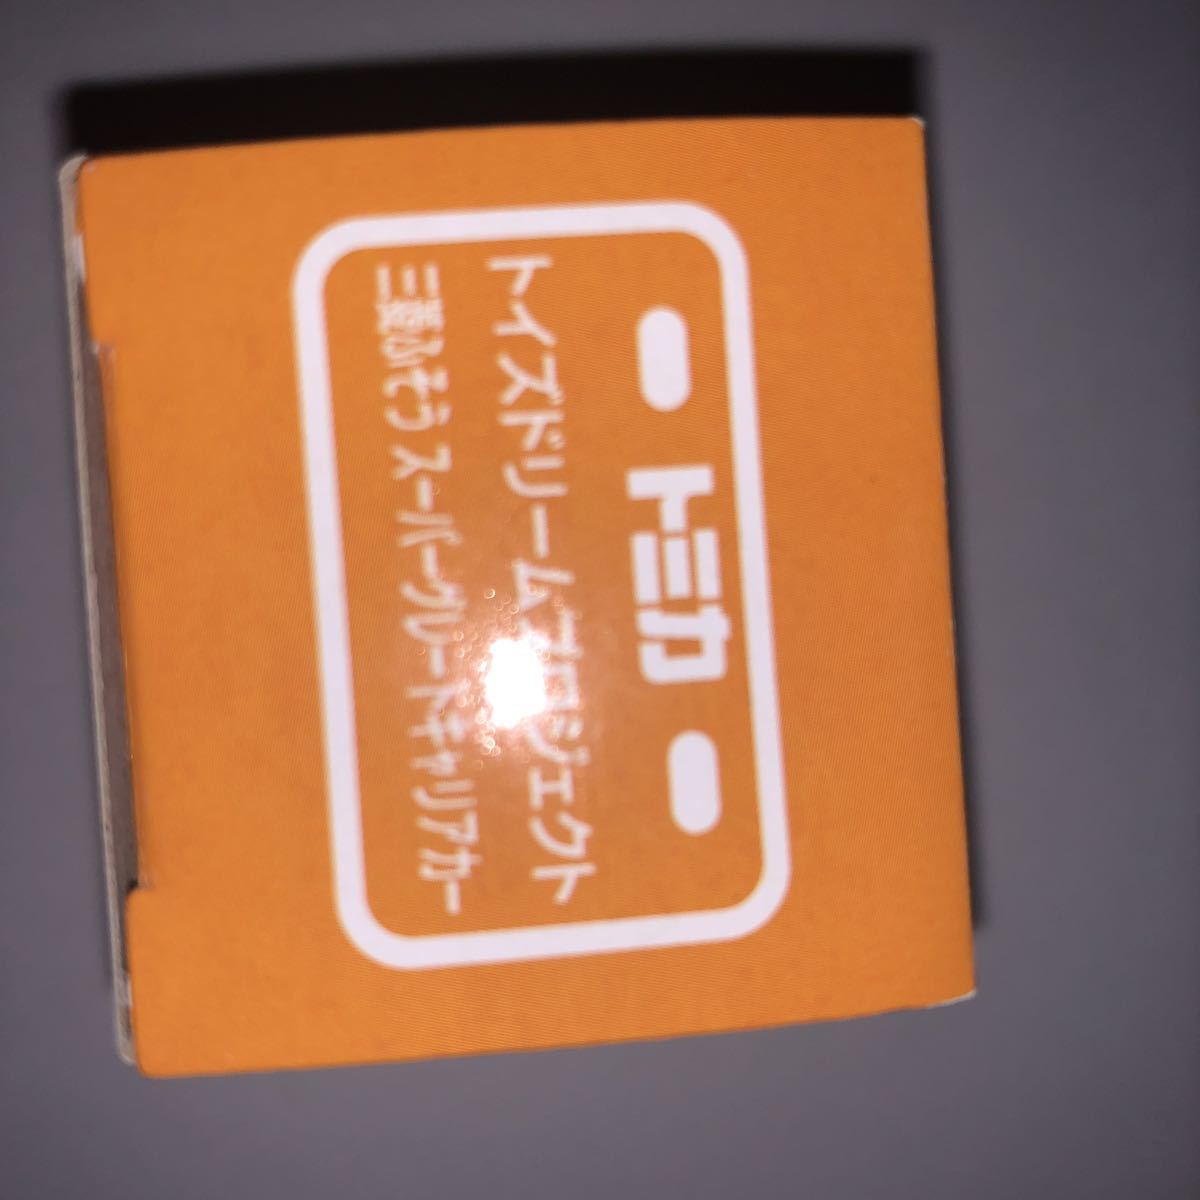 トミカ
トイズドリームプロジェクト
三菱ふそう スーパーグレートキャリアカー